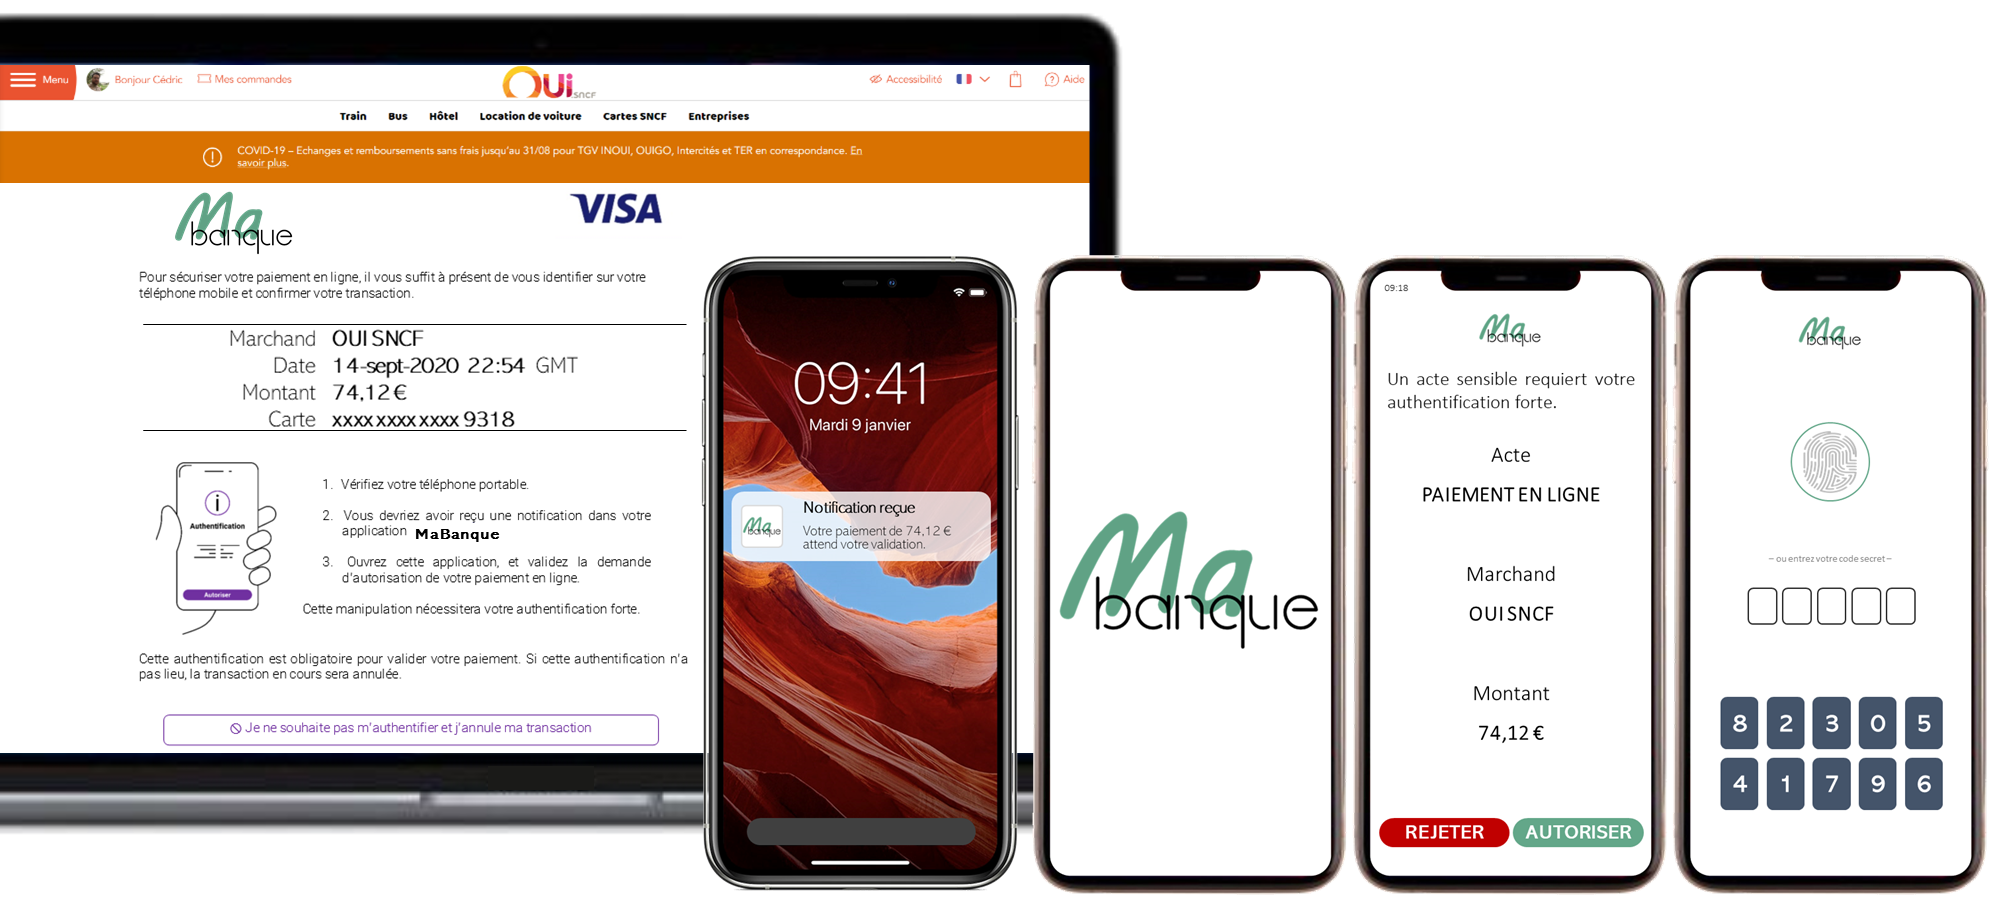 Menu
Bonjour Cédric
Mes commandes
OUi.sncf
Accessibilité
Aide
Train Bus Hôtel Location de voiture Cartes SNCF Entreprises
COVID-19 – Echanges et remboursements sans frais jusqu'au 31/08 pour TGV INOUI, OUIGO, Intercités et TER en correspondance. En
savoir plus.
Ma
banque
VISA
Pour sécuriser votre paiement en ligne, il vous suffit à présent de vous identifier sur votre
téléphone mobile et confirmer votre transaction.
Marchand OUI SNCF
Date 14-sept-2020 22:54 GMT
Montant 74,12 €
Carte xxxx xxxx xxxx 9318
i
Authentification
Autoriser
1. Vérifiez votre téléphone portable.
2. Vous devriez avoir reçu une notification dans votre
application MaBanque
3. Ouvrez cette application, et validez la demande
d'autorisation de votre paiement en ligne.
Cette manipulation nécessitera votre authentification forte.
Cette authentification est obligatoire pour valider votre paiement. Si cette authentification n'a
pas lieu, la transaction en cours sera annulée.
Je ne souhaite pas m'authentifier et j'annule ma transaction
09:41
Mardi 9 janvier
Ma
banque
Notification reçue
Votre paiement de 74,12 €
attend votre validation.
Ma
banque
09:18
Ma
banque
Un acte sensible requiert votre
authentification forte.
Acte
PAIEMENT EN LIGNE
Marchand
OUI SNCF
Montant
74,12 €
REJETER AUTORISER
Ma
banque
– ou entrez votre code secret –
8 2 3 0 5
4 1 7 9 6